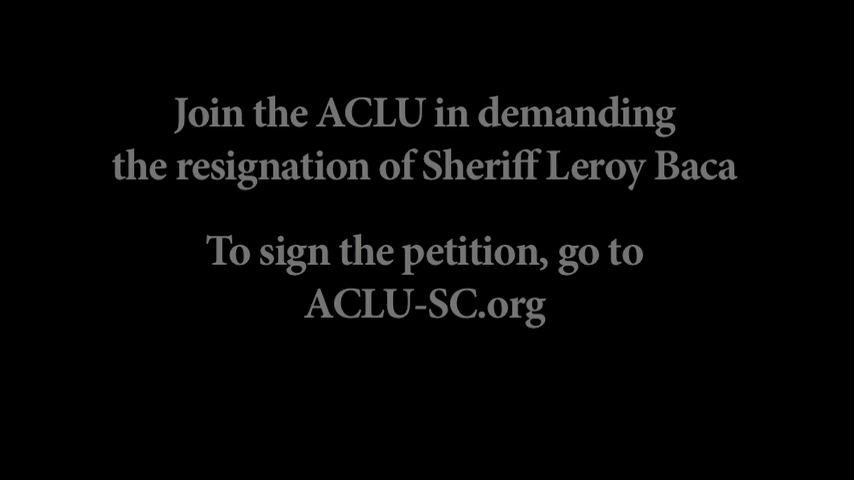 Join the ACLU in demanding
the resignation of Sheriff Leroy Baca
To sign the petition, go to
ACLU-SC.org